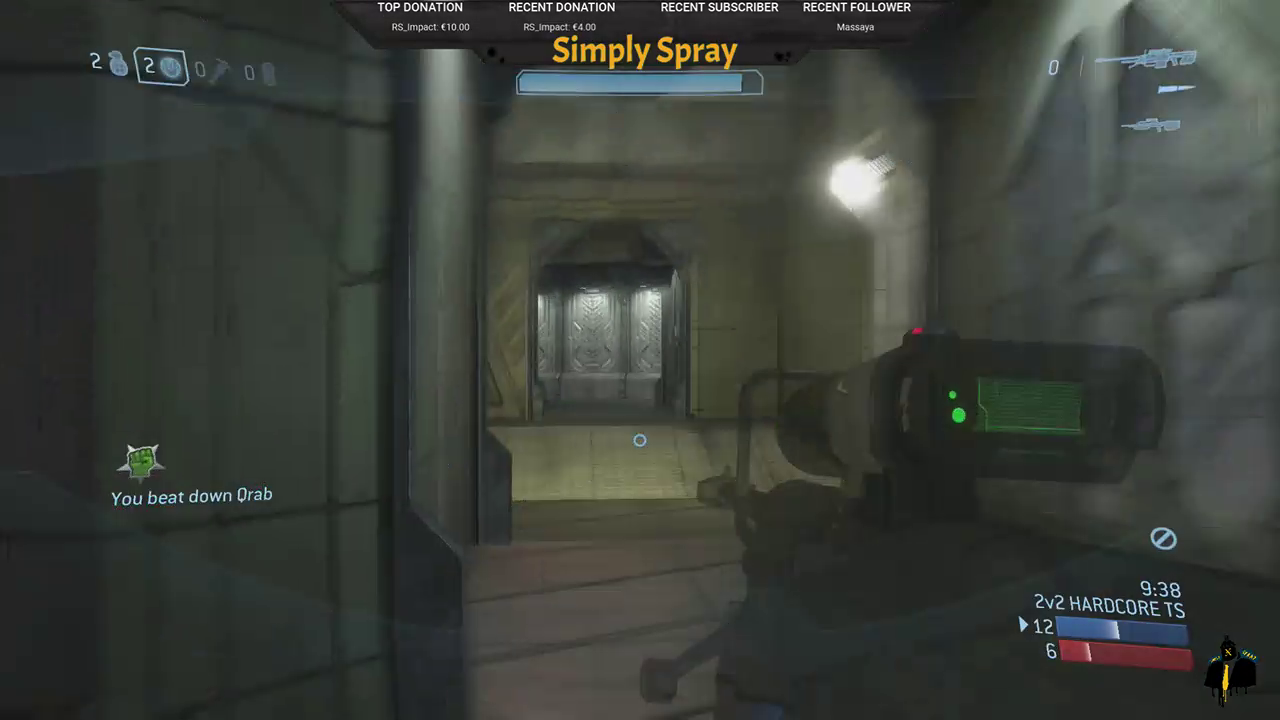 TOP DONATION
RECENT DONATION
RECENT SUBSCRIBER
RECENT FOLLOWER
RS_Impact: €10.00
RS_Impact: €4.00
Massaya
Simply Spray
2
2
0
0
0
You beat down Qrab
9:38
2v2 HARDCORE TS
12
6